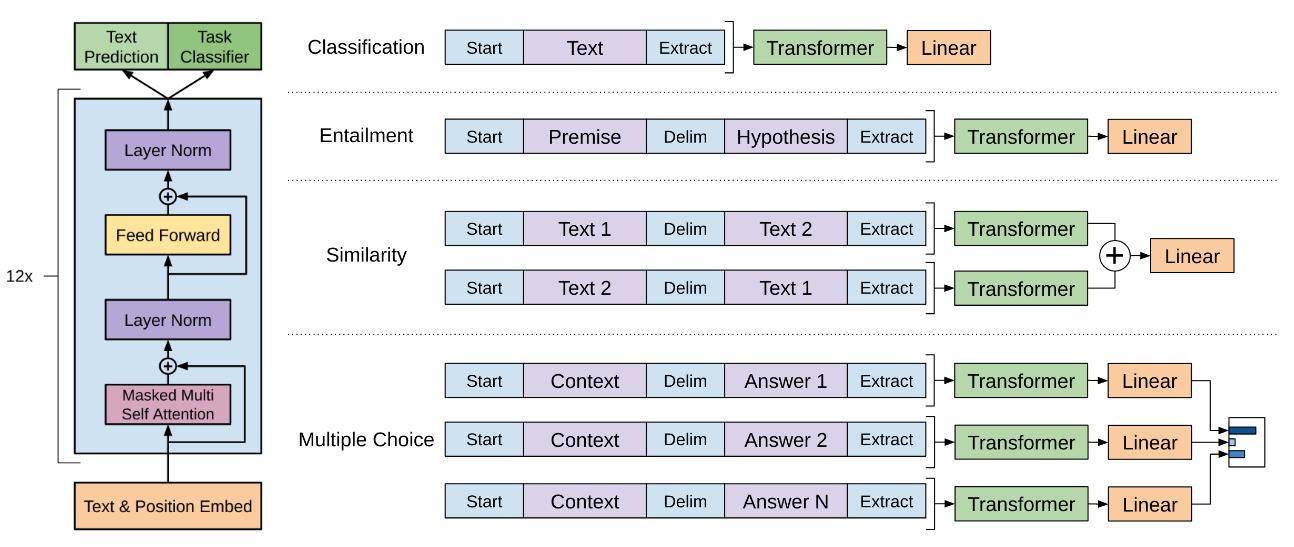 Text
Prediction
Task
Classifier
12x
Layer Norm
+
Feed Forward
Layer Norm
+
Masked Multi
Self Attention
Text & Position Embed
Classification
Start Text Extract Transformer Linear
Entailment
Start Premise Delim Hypothesis Extract Transformer Linear
Similarity
Start Text 1 Delim Text 2 Extract Transformer
+ Linear
Start Text 2 Delim Text 1 Extract Transformer
Multiple Choice
Start Context Delim Answer 1 Extract Transformer Linear
Start Context Delim Answer 2 Extract Transformer Linear
Start Context Delim Answer N Extract Transformer Linear